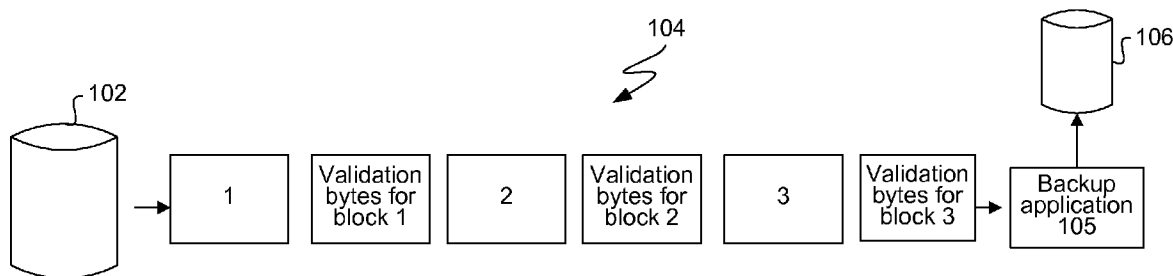 104
106
102
1
Validation
bytes for
block 1
2
Validation
bytes for
block 2
3
Validation
bytes for
block 3
Backup
application
105